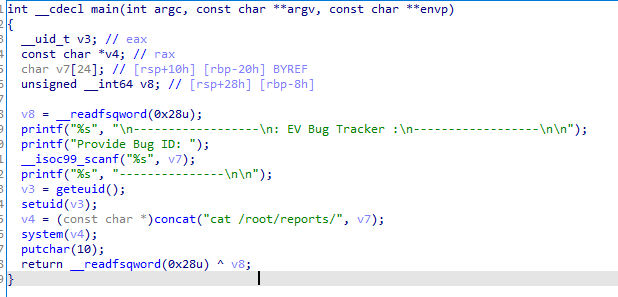 int __cdecl main(int argc, const char **argv, const char **envp)
{
__uid_t v3; // eax
const char *v4; // rax
char v7[24]; // [rsp+10h] [rbp-20h] BYREF
unsigned __int64 v8; // [rsp+28h] [rbp-8h]
v8 = __readfsqword(0x28u);
printf("%s", "\n------------------\n: EV Bug Tracker :\n------------------\n\n");
printf("Provide Bug ID: ");
__isoc99_scanf("%s", v7);
printf("%s", "---------------\n\n");
v3 = geteuid();
setuid(v3);
v4 = (const char *)concat("cat /root/reports/", v7);
system(v4);
putchar(10);
return __readfsqword(0x28u) ^ v8;
}